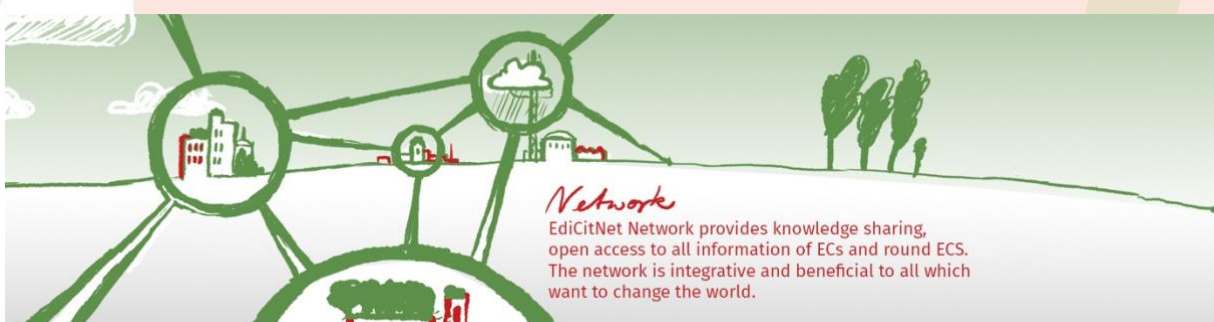 Network
EdiCitNet Network provides knowledge sharing,
open access to all information of ECs and round ECS.
The network is integrative and beneficial to all which
want to change the world.